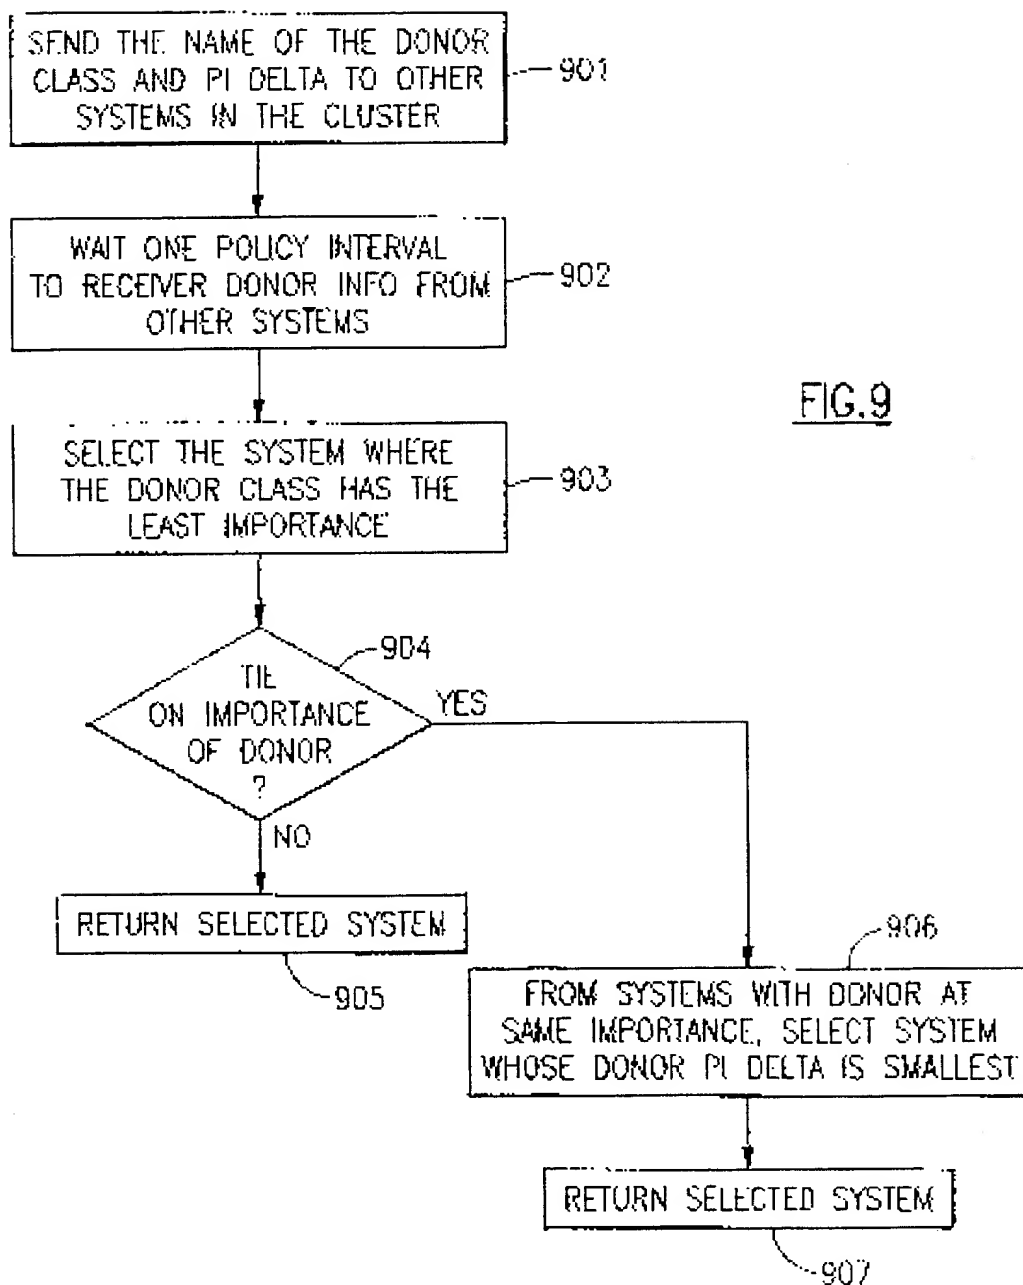 SEND THE NAME OF THE DONOR
CLASS AND PI DELTA TO OTHER
SYSTEMS IN THE CLUSTER
901
WAIT ONE POLICY INTERVAL
TO RECEIVER DONOR INFO FROM
OTHER SYSTEMS
902
FIG.9
SELECT THE SYSTEM WHERE
THE DONOR CLASS HAS THE
LEAST IMPORTANCE
903
904
TIE
ON IMPORTANCE
OF DONOR
?
YES
NO
RETURN SELECTED SYSTEM
905
906
FROM SYSTEMS WITH DONOR AT
SAME IMPORTANCE, SELECT SYSTEM
WHOSE DONOR PI DELTA IS SMALLEST
RETURN SELECTED SYSTEM
907